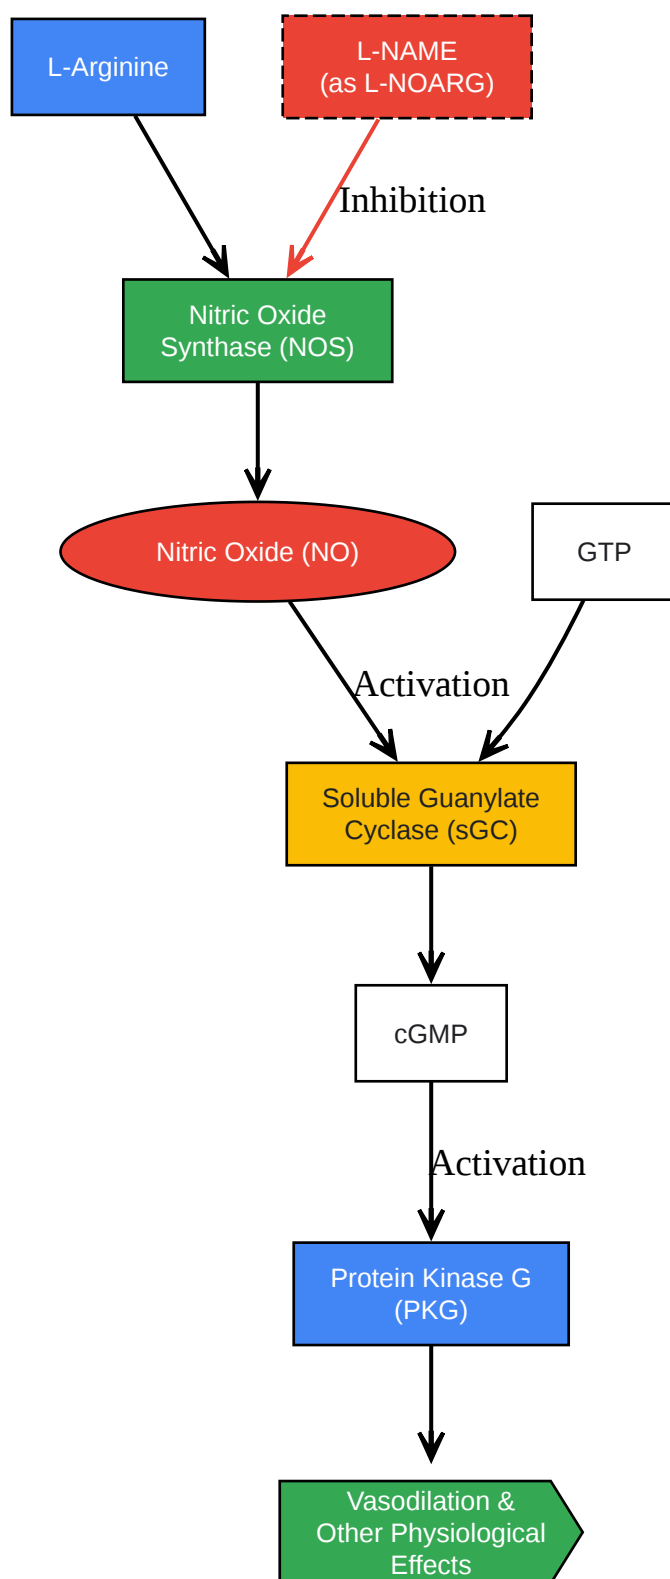 L-Arginine
L-NAME
(as L-NOARG)
Inhibition
Nitric Oxide
Synthase (NOS)
Nitric Oxide (NO)
GTP
Activation
Soluble Guanylate
Cyclase (sGC)
cGMP
Activation
Protein Kinase G
(PKG)
Vasodilation &
Other Physiological
Effects